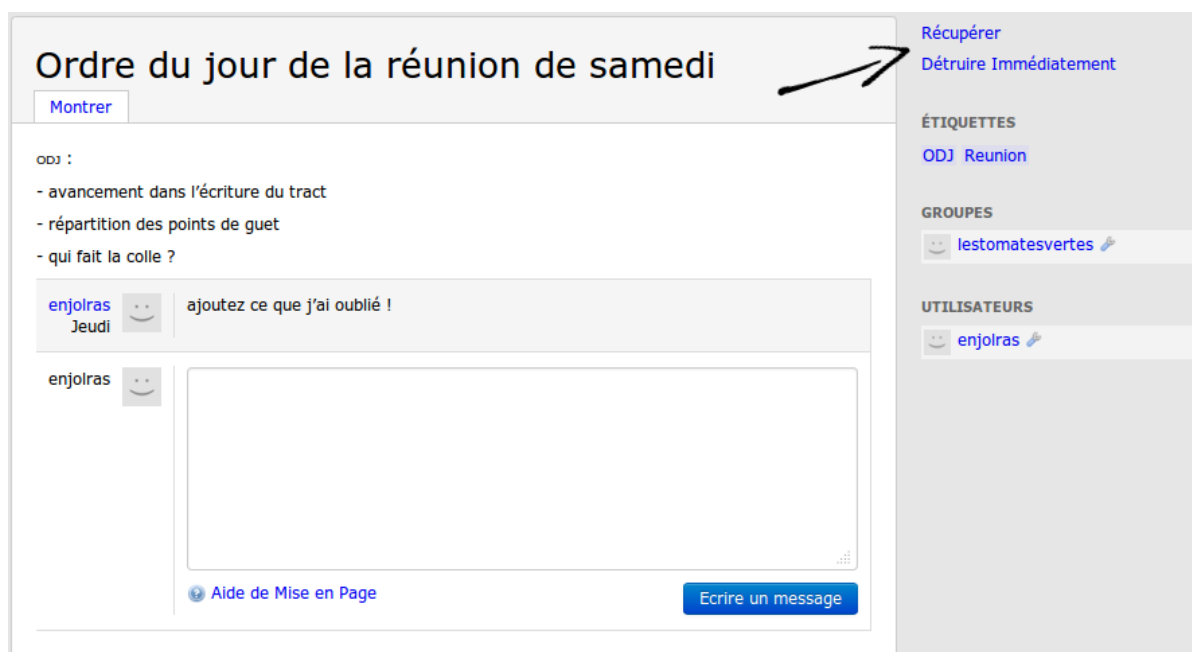 Ordre du jour de la réunion de samedi
Montrer
ODJ :
- avancement dans l'écriture du tract
- répartition des points de guet
- qui fait la colle ?
enjolras
Jeudi
ajoutez ce que j'ai oublié !
enjolras
Aide de Mise en Page
Ecrire un message
Récupérer
Détruire Immédiatement
ÉTIQUETTES
ODJ Reunion
GROUPES
lestomatesvertes
UTILISATEURS
enjolras